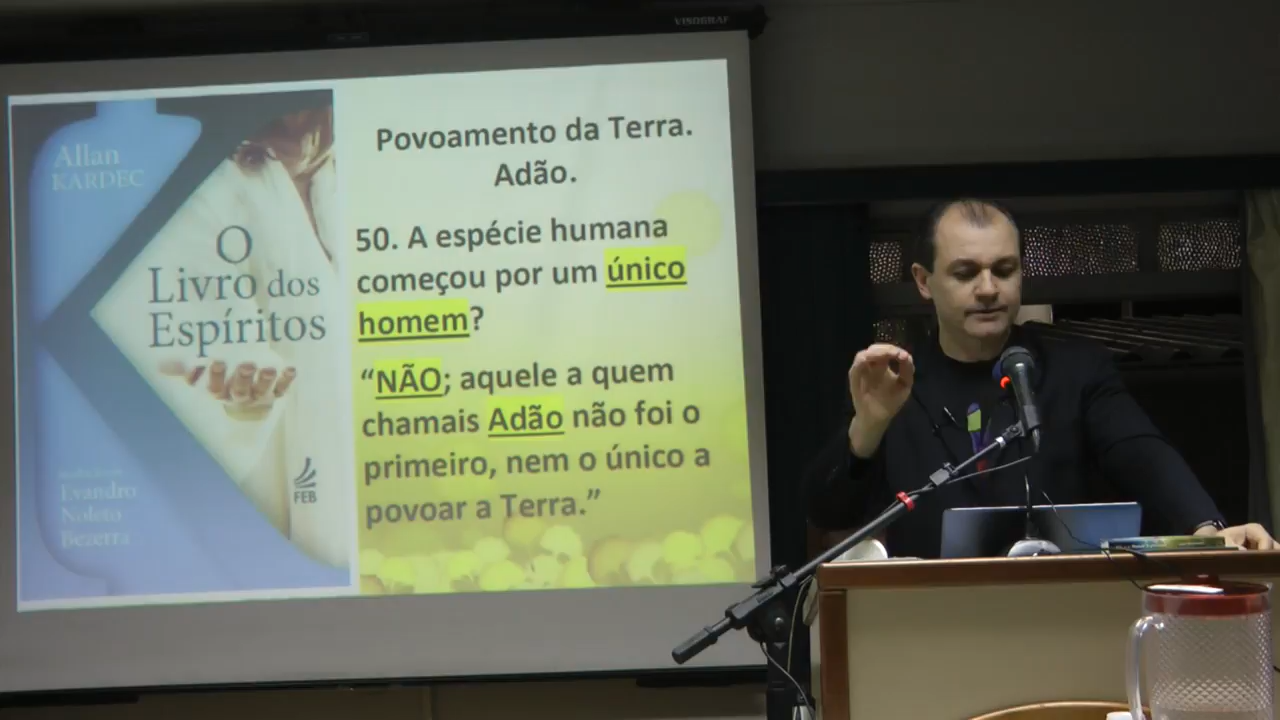 VISOGRAF
Allan
KARDEC
O
Livro dos
Espíritos
Evandro
Noleto
Bezerra
FEB
Povoamento da Terra.
Adão.
50. A espécie humana
começou por um único
homem?
“NÃO; aquele a quem
chamais Adão não foi o
primeiro, nem o único a
povoar a Terra.”